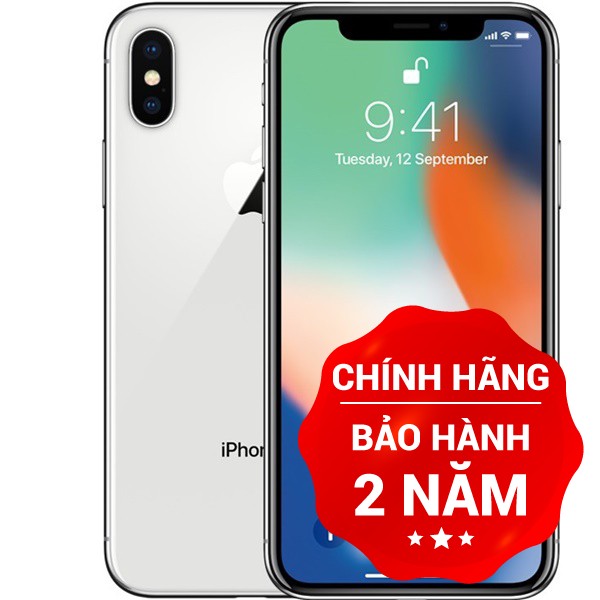 9:41
Tuesday, 12 September
CHÍNH HÃNG
BẢO HÀNH
2 NĂM
iPhon